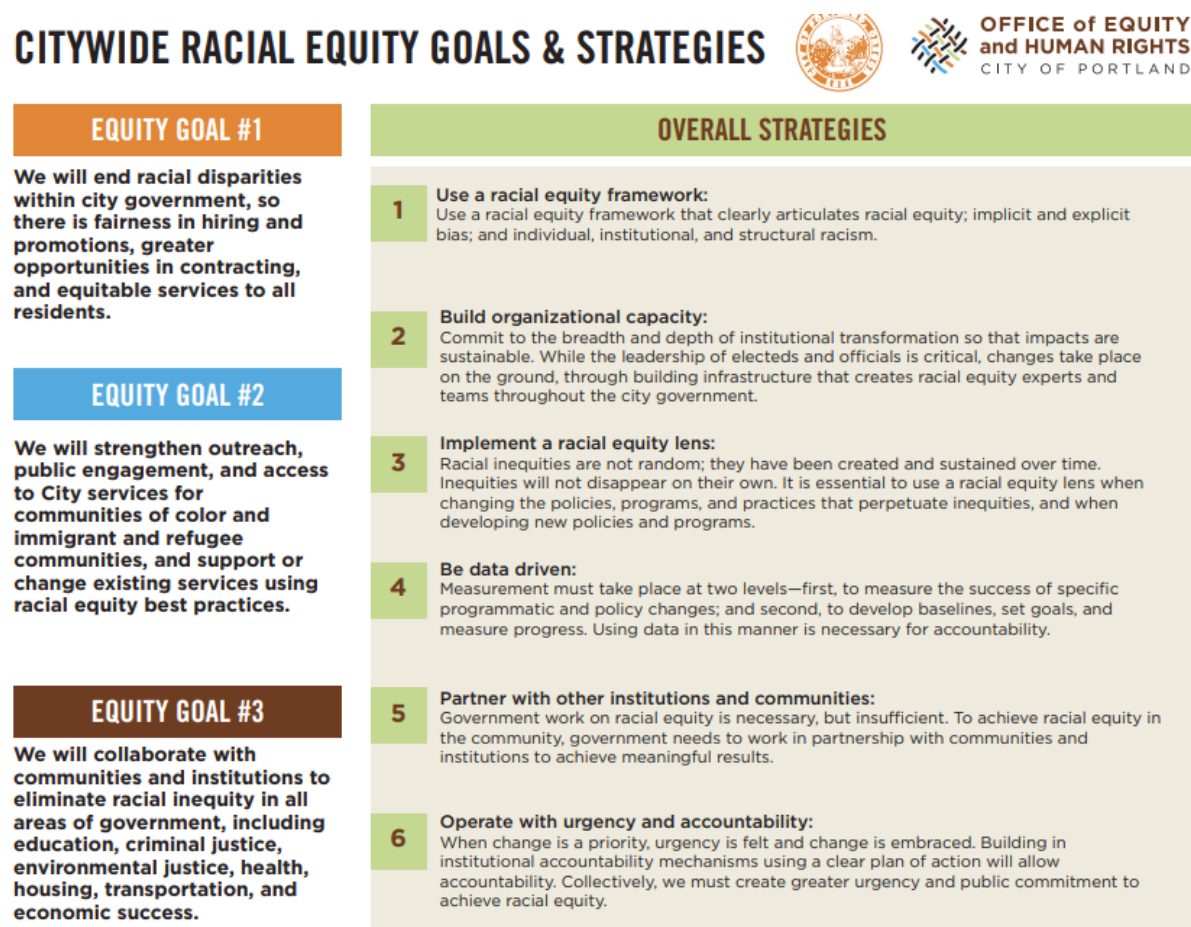 CITYWIDE RACIAL EQUITY GOALS & STRATEGIES
OFFICE of EQUITY
and HUMAN RIGHTS
CITY OF PORTLAND
EQUITY GOAL #1
We will end racial disparities
within city government, so
there is fairness in hiring and
promotions, greater
opportunities in contracting,
and equitable services to all
residents.
EQUITY GOAL #2
We will strengthen outreach,
public engagement, and access
to City services for
communities of color and
immigrant and refugee
communities, and support or
change existing services using
racial equity best practices.
EQUITY GOAL #3
We will collaborate with
communities and institutions to
eliminate racial inequity in all
areas of government, including
education, criminal justice,
environmental justice, health,
housing, transportation, and
economic success.
OVERALL STRATEGIES
1
Use a racial equity framework:
Use a racial equity framework that clearly articulates racial equity; implicit and explicit
bias; and individual, institutional, and structural racism.
2
Build organizational capacity:
Commit to the breadth and depth of institutional transformation so that impacts are
sustainable. While the leadership of electeds and officials is critical, changes take place
on the ground, through building infrastructure that creates racial equity experts and
teams throughout the city government.
3
Implement a racial equity lens:
Racial inequities are not random; they have been created and sustained over time.
Inequities will not disappear on their own. It is essential to use a racial equity lens when
changing the policies, programs, and practices that perpetuate inequities, and when
developing new policies and programs.
4
Be data driven:
Measurement must take place at two levels—first, to measure the success of specific
programmatic and policy changes; and second, to develop baselines, set goals, and
measure progress. Using data in this manner is necessary for accountability.
5
Partner with other institutions and communities:
Government work on racial equity is necessary, but insufficient. To achieve racial equity in
the community, government needs to work in partnership with communities and
institutions to achieve meaningful results.
6
Operate with urgency and accountability:
When change is a priority, urgency is felt and change is embraced. Building in
institutional accountability mechanisms using a clear plan of action will allow
accountability. Collectively, we must create greater urgency and public commitment to
achieve racial equity.